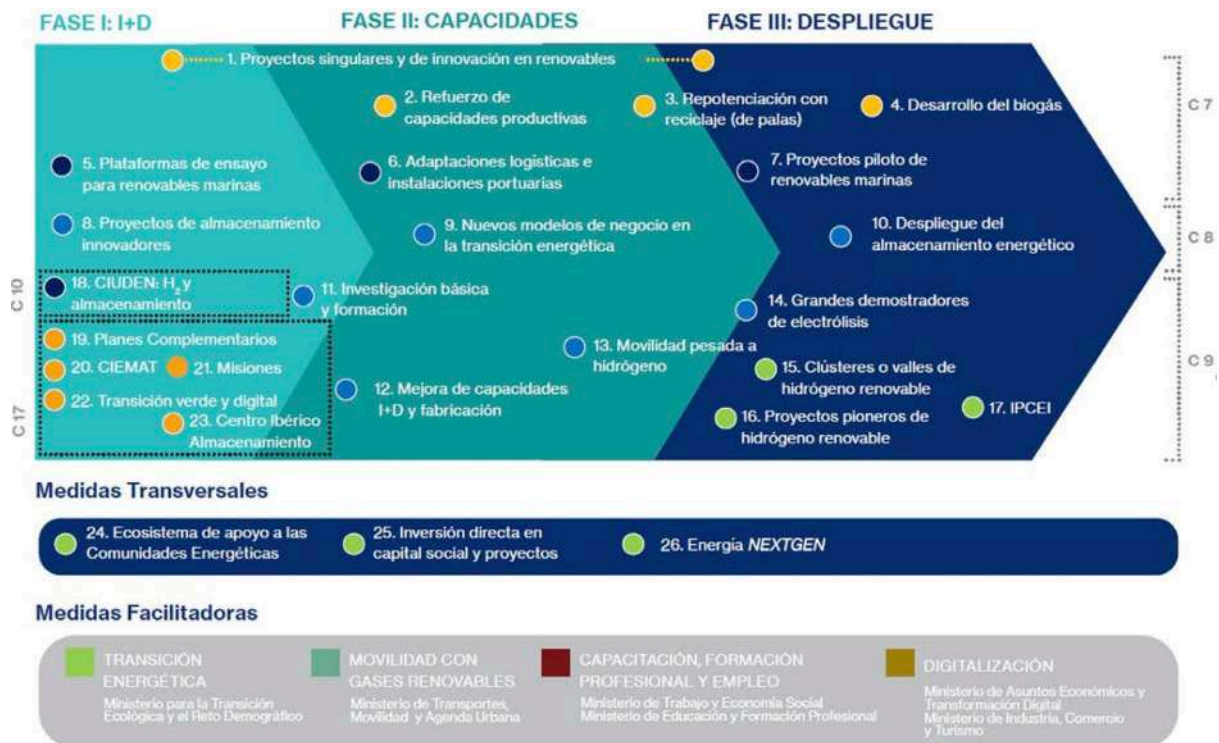 FASE I: I+D
FASE II: CAPACIDADES
FASE III: DESPLIEGUE
1. Proyectos singulares y de innovación en renovables
2. Refuerzo de
capacidades productivas
3. Repotenciación con
reciclaje (de palas)
4. Desarrollo del biogás
C 7
5. Plataformas de ensayo
para renovables marinas
6. Adaptaciones logísticas e
instalaciones portuarias
7. Proyectos piloto de
renovables marinas
8. Proyectos de almacenamiento
innovadores
9. Nuevos modelos de negocio en
la transición energética
10. Despliegue del
almacenamiento energético
C 8
C 10
18. CIUDEN: H2 y
almacenamiento
11. Investigación básica
y formación
14. Grandes demostradores
de electrólisis
19. Planes Complementarios
13. Movilidad pesada a
hidrógeno
20. CIEMAT
21. Misiones
15. Clústeres o valles de
hidrógeno renovable
C 9
22. Transición verde y digital
12. Mejora de capacidades
I+D y fabricación
C 17
23. Centro Ibérico
Almacenamiento
16. Proyectos pioneros de
hidrógeno renovable
17. IPCEI
Medidas Transversales
24. Ecosistema de apoyo a las
Comunidades Energéticas
25. Inversión directa en
capital social y proyectos
26. Energía NEXTGEN
Medidas Facilitadoras
TRANSICIÓN
ENERGÉTICA
Ministerio para la Transición
Ecológica y el Reto Demográfico
MOVILIDAD CON
GASES RENOVABLES
Ministerio de Transportes,
Movilidad y Agenda Urbana
CAPACITACIÓN, FORMACIÓN
PROFESIONAL Y EMPLEO
Ministerio de Trabajo y Economía Social
Ministerio de Educación y Formación Profesional
DIGITALIZACIÓN
Ministerio de Asuntos Económicos y
Transformación Digital
Ministerio de Industria, Comercio
y Turismo